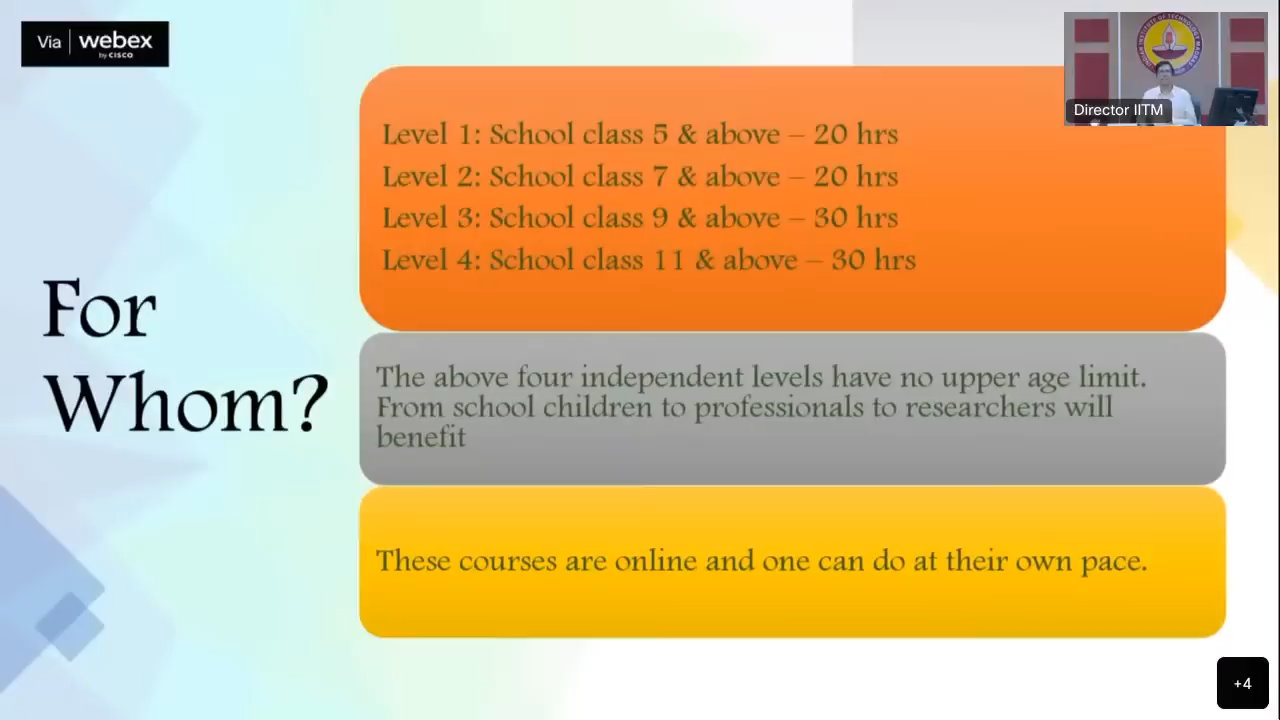 Via webex
by CISCO
Director IITM
Level 1: School class 5 & above – 20 hrs
Level 2: School class 7 & above – 20 hrs
Level 3: School class 9 & above – 30 hrs
Level 4: School class 11 & above – 30 hrs
For
Whom?
The above four independent levels have no upper age limit.
From school children to professionals to researchers will
benefit
These courses are online and one can do at their own pace.
+4